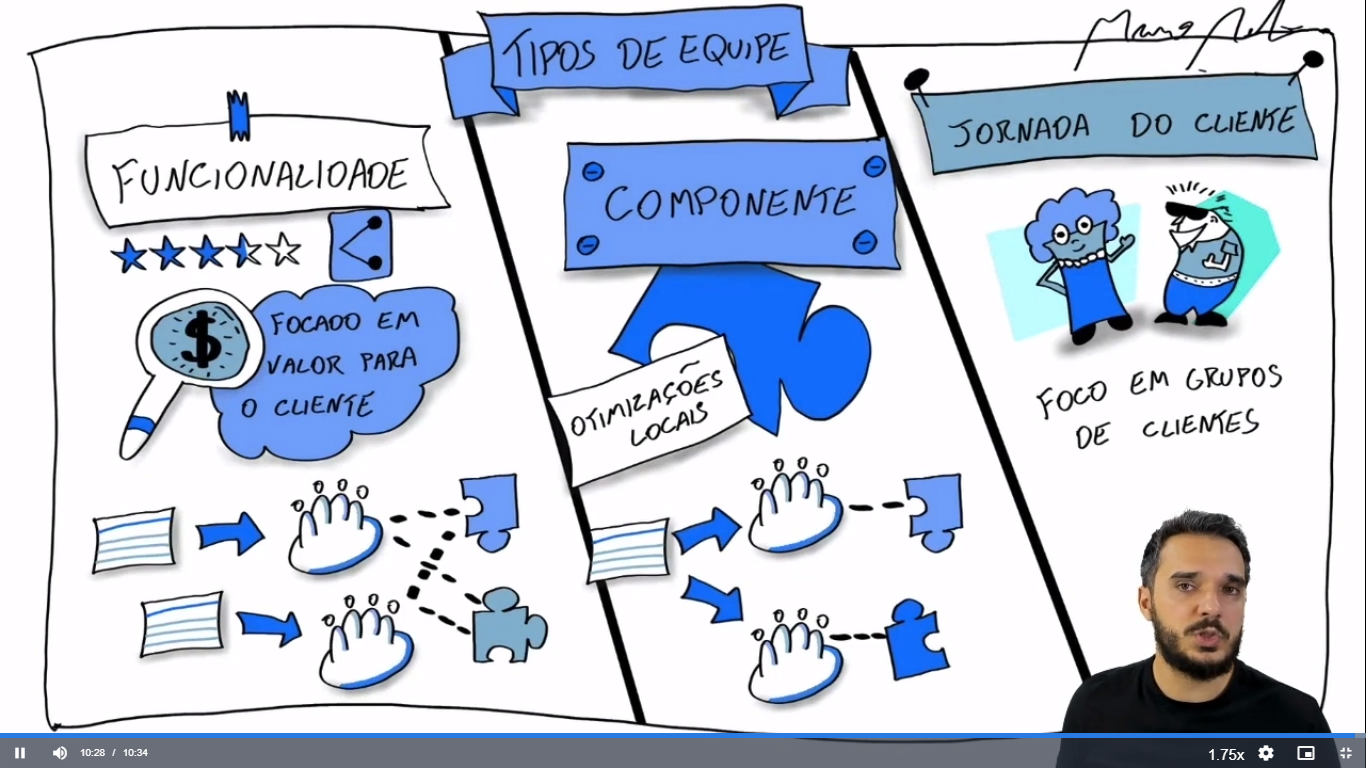 TIPOS DE EQUIPE
FUNCIONALIDADE
$
FOCADO EM
VALOR PARA
O CLIENTE
COMPONENTE
OTIMIZAÇÕES
LOCAIS
JORNADA DO CLIENTE
FOCO EM GRUPOS
DE CLIENTES
10:28 / 10:34
1.75x